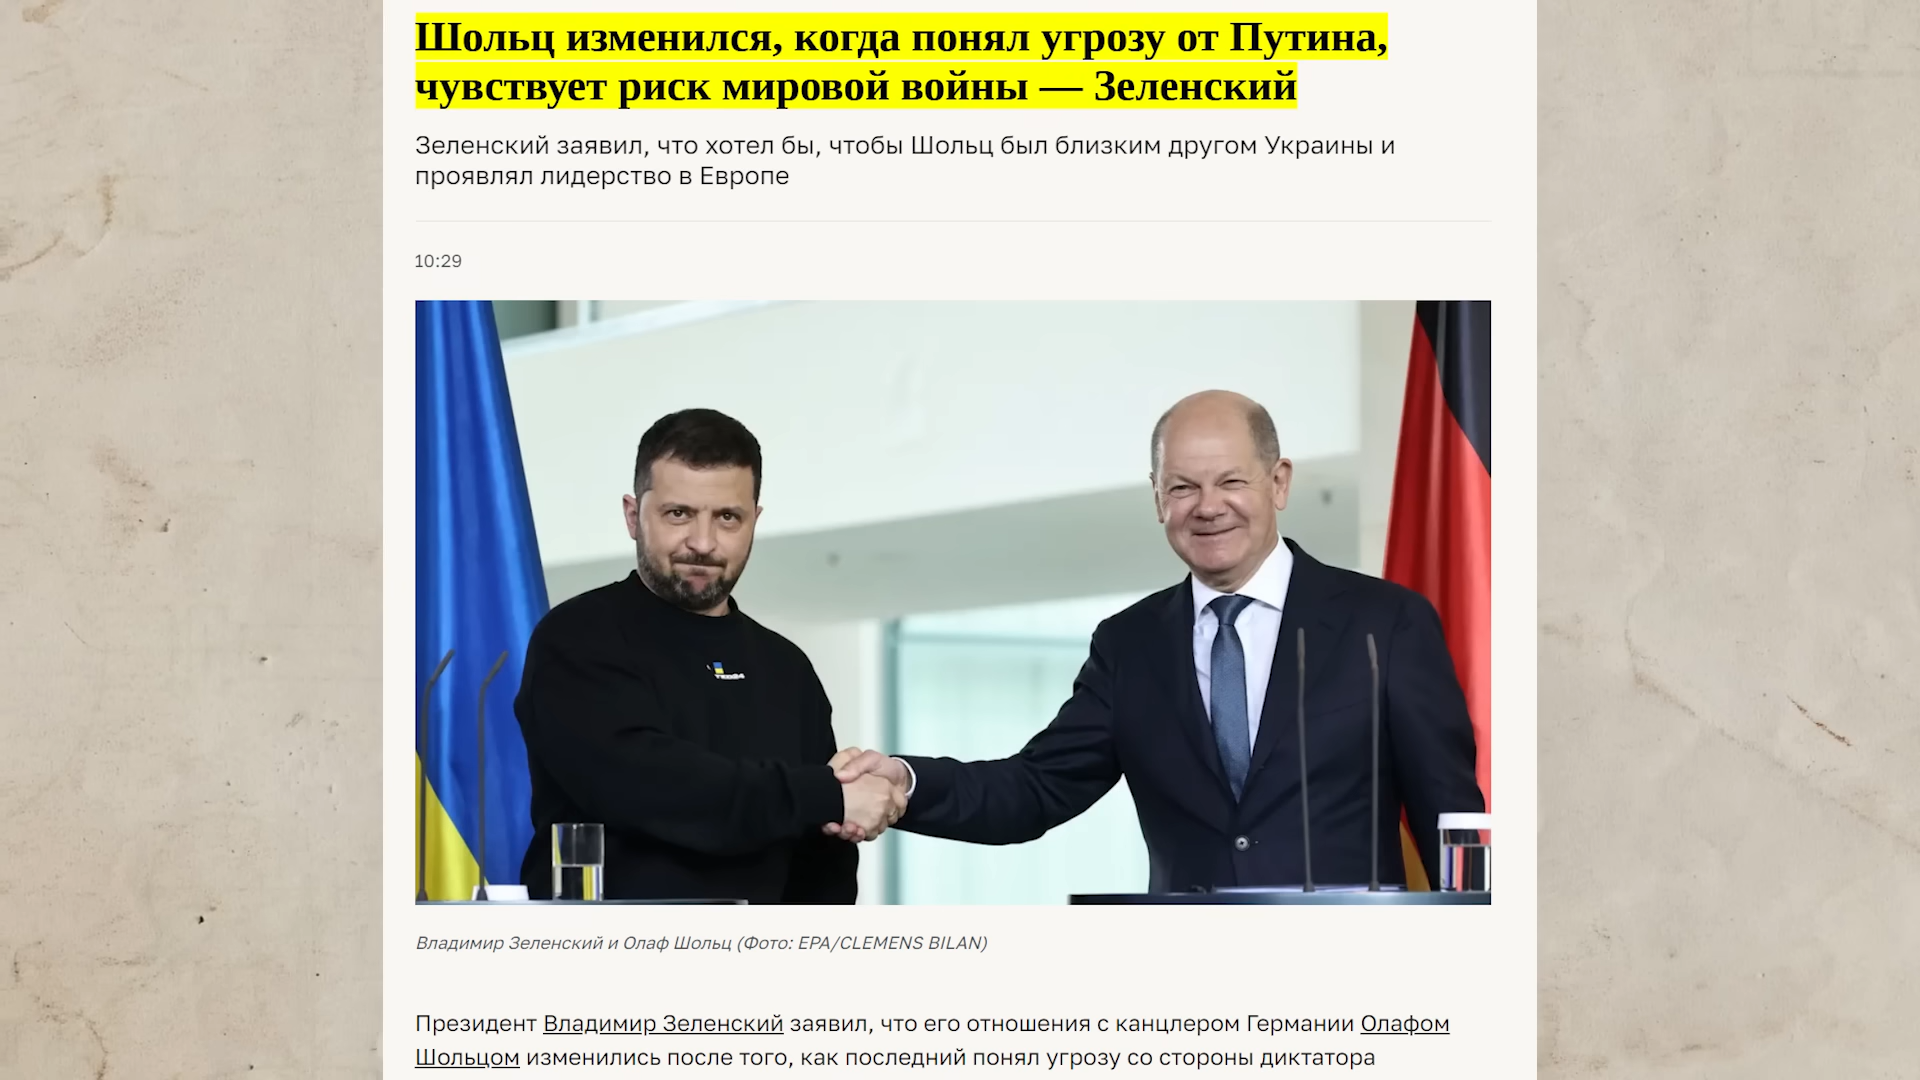 Шольц изменился, когда понял угрозу от Путина,
чувствует риск мировой войны — Зеленский
Зеленский заявил, что хотел бы, чтобы Шольц был близким другом Украины и
проявлял лидерство в Европе
10:29
Владимир Зеленский и Олаф Шольц (Фото: EPA/CLEMENS BILAN)
Президент Владимир Зеленский заявил, что его отношения с канцлером Германии Олафом
Шольцом изменились после того, как последний понял угрозу со стороны диктатора